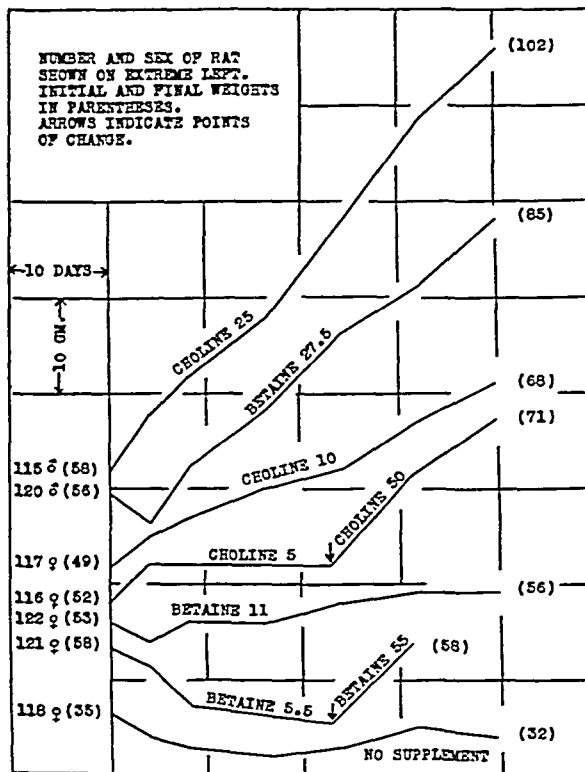 NUMBER AND SEX OF RAT
SHOWN ON EXTREME LEFT.
INITIAL AND FINAL WEIGHTS
IN PARENTHESES.
ARROWS INDICATE POINTS
OF CHANGE.
(102)
(85)
←10 DAYS→
10 GM.
CHOLINE 25
BETAINE 27.5
(68)
(71)
115 ♂ (58)
120 ♂ (56)
CHOLINE 10
CHOLINE 50
117 ♀ (49)
CHOLINE 5
116 ♀ (52)
BETAINE 11
(56)
122 ♀ (53)
121 ♀ (58)
BETAINE 55
(58)
BETAINE 5.5
118 ♀ (35)
(32)
NO SUPPLEMENT